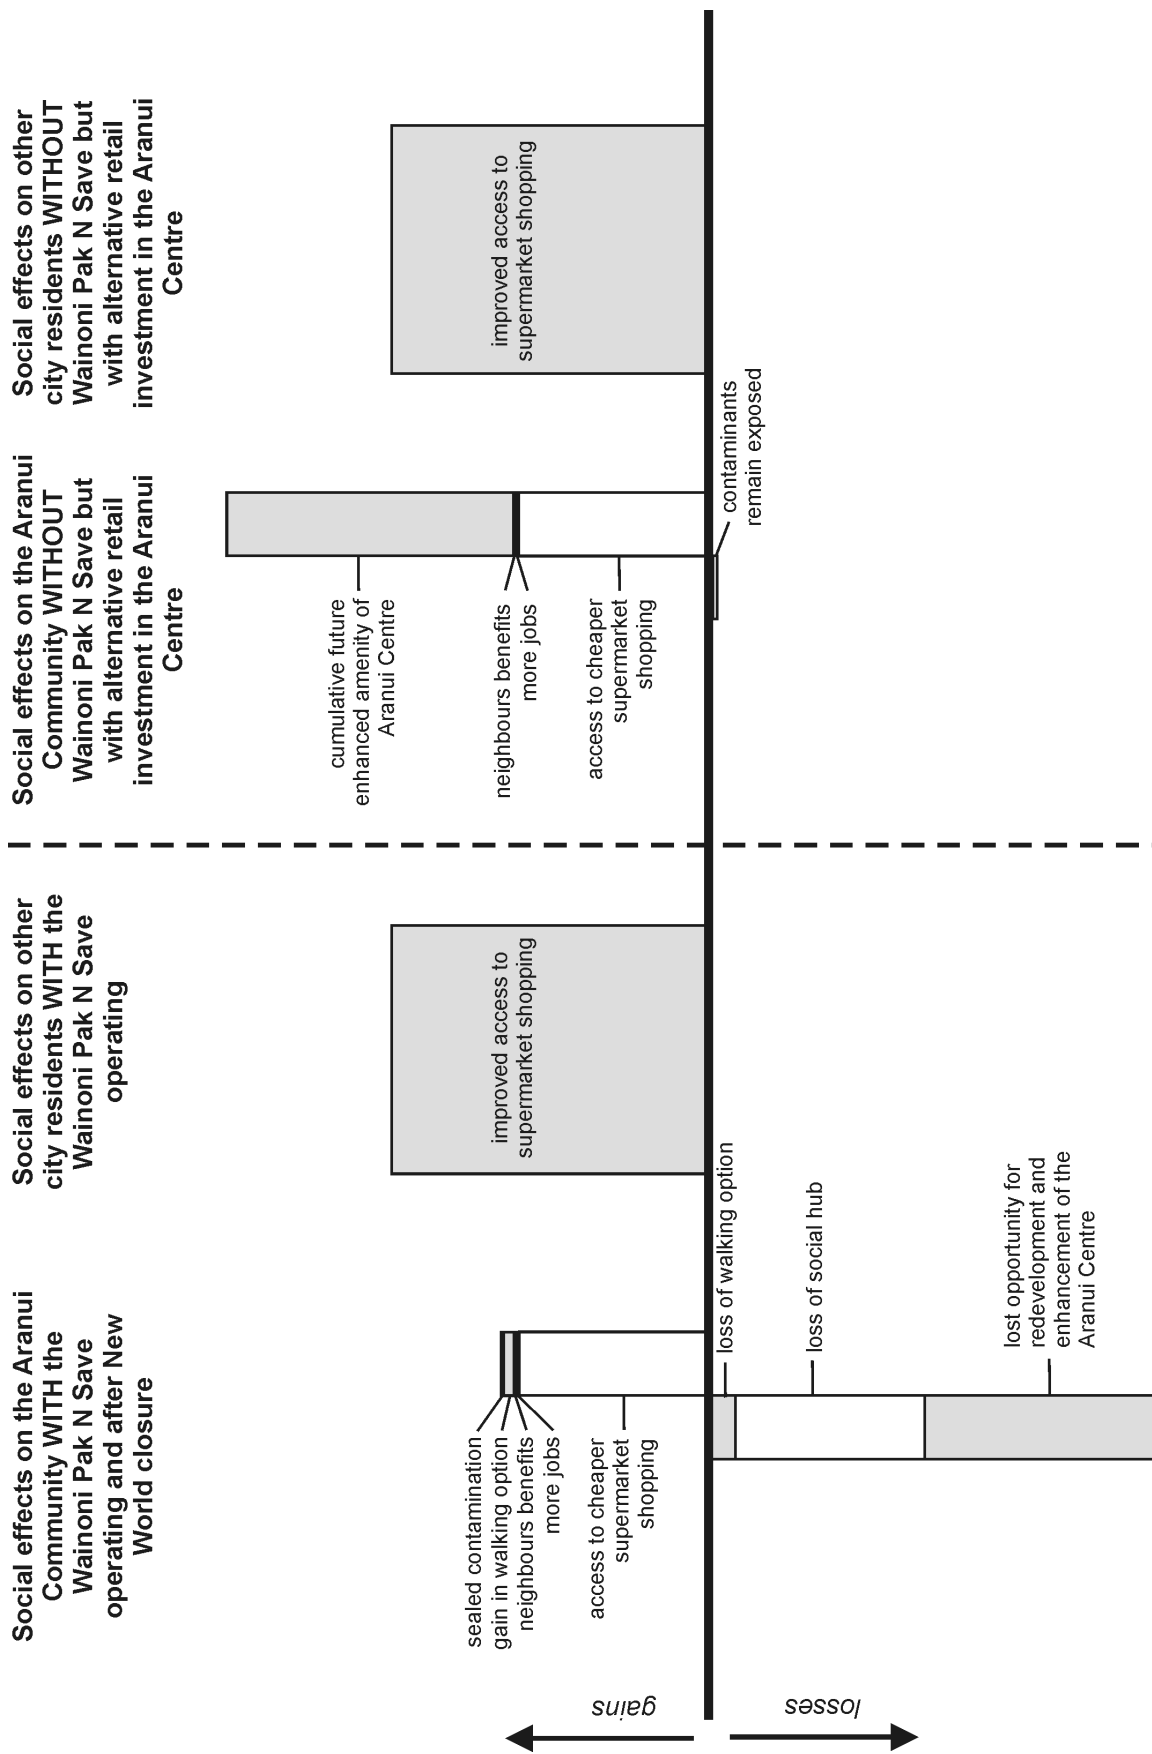 Social effects on the Aranui
Community WITH the
Wainoni Pak N Save
operating and after New
World closure
Social effects on other
city residents WITH the
Wainoni Pak N Save
operating
Social effects on the Aranui
Community WITHOUT
Wainoni Pak N Save but
with alternative retail
investment in the Aranui
Centre
Social effects on other
city residents WITHOUT
Wainoni Pak N Save but
with alternative retail
investment in the Aranui
Centre
gains
losses
sealed contamination
gain in walking option
neighbours benefits
more jobs
access to cheaper
supermarket
shopping
loss of walking option
loss of social hub
lost opportunity for
redevelopment and
enhancement of the
Aranui Centre
improved access to
supermarket shopping
cumulative future
enhanced amenity of
Aranui Centre
neighbours benefits
more jobs
access to cheaper
supermarket
shopping
contaminants
remain exposed
improved access to
supermarket shopping